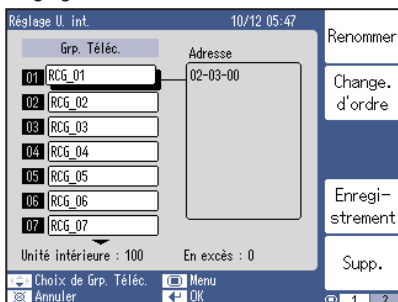 Réglage U. int.
10/12 05:47
Grp. Téléc.
Adresse
01 RCG_01
02-03-00
02 RCG_02
03 RCG_03
04 RCG_04
05 RCG_05
06 RCG_06
07 RCG_07
Unité intérieure : 100
En excès : 0
Choix de Grp. Téléc.
Menu
Annuler
OK
Renommer
Change.
d'ordre
Enregi-
strement
Supp.
1 2